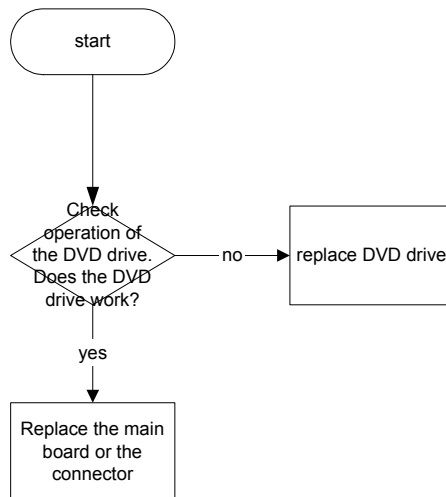 start
Check
operation of
the DVD drive.
Does the DVD
drive work?
no
replace DVD drive
yes
Replace the main
board or the
connector